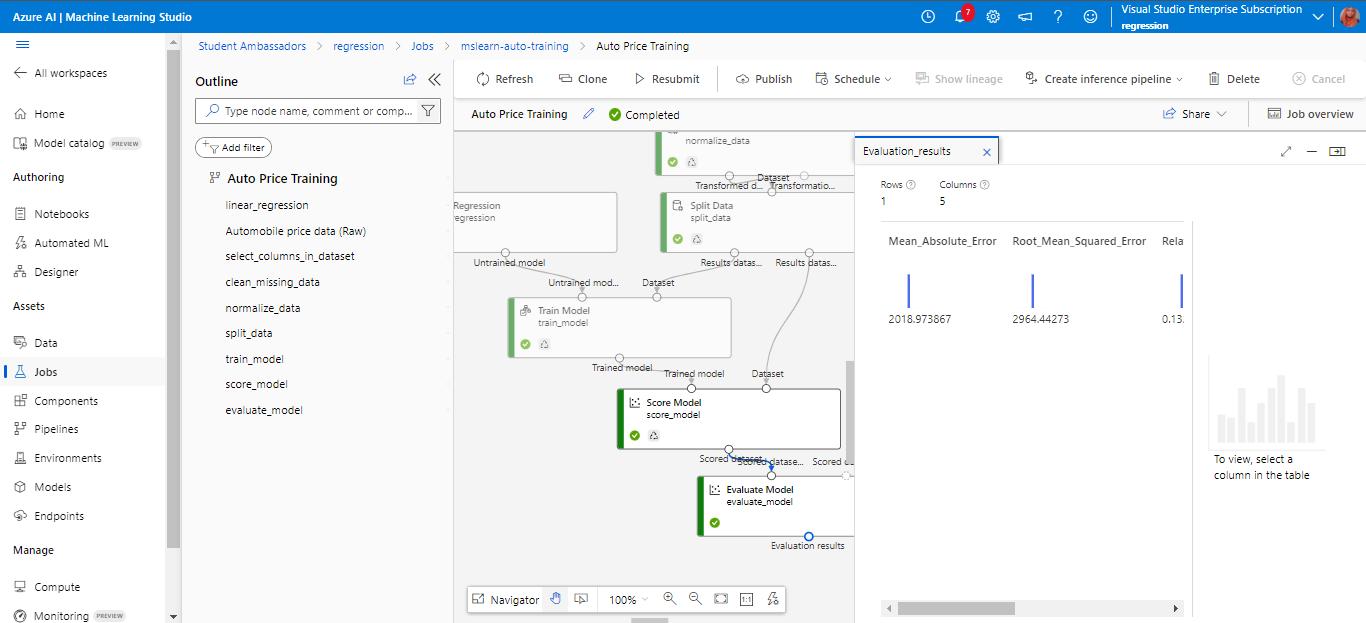 Azure AI | Machine Learning Studio
7
Visual Studio Enterprise Subscription
regression
Student Ambassadors > regression > Jobs > mslearn-auto-training > Auto Price Training
All workspaces
Home
Model catalog PREVIEW
Authoring
Notebooks
Automated ML
Designer
Assets
Data
Jobs
Components
Pipelines
Environments
Models
Endpoints
Manage
Compute
Monitoring PREVIEW
Outline
Type node name, comment or comp...
Add filter
Auto Price Training
linear_regression
Automobile price data (Raw)
select_columns_in_dataset
clean_missing_data
normalize_data
split_data
train_model
score_model
evaluate_model
Refresh
Clone
Resubmit
Publish
Schedule
Show lineage
Create inference pipeline
Delete
Cancel
Auto Price Training
Completed
Share
Job overview
normalize_data
Transformed d...
Dataset
Transformatio...
Regression
regression
Split Data
split_data
Untrained model
Results datas...
Results datas...
Untrained mod...
Dataset
Train Model
train_model
Trained model
Trained model
Dataset
Score Model
score_model
Scored dataset
Scored datase...
Scored
Evaluate Model
evaluate_model
Evaluation results
Navigator
100%
1:1
Evaluation_results
Rows
1
Columns
5
Mean_Absolute_Error
Root_Mean_Squared_Error
Rela
2018.973867
2964.44273
0.13
To view, select a
column in the table